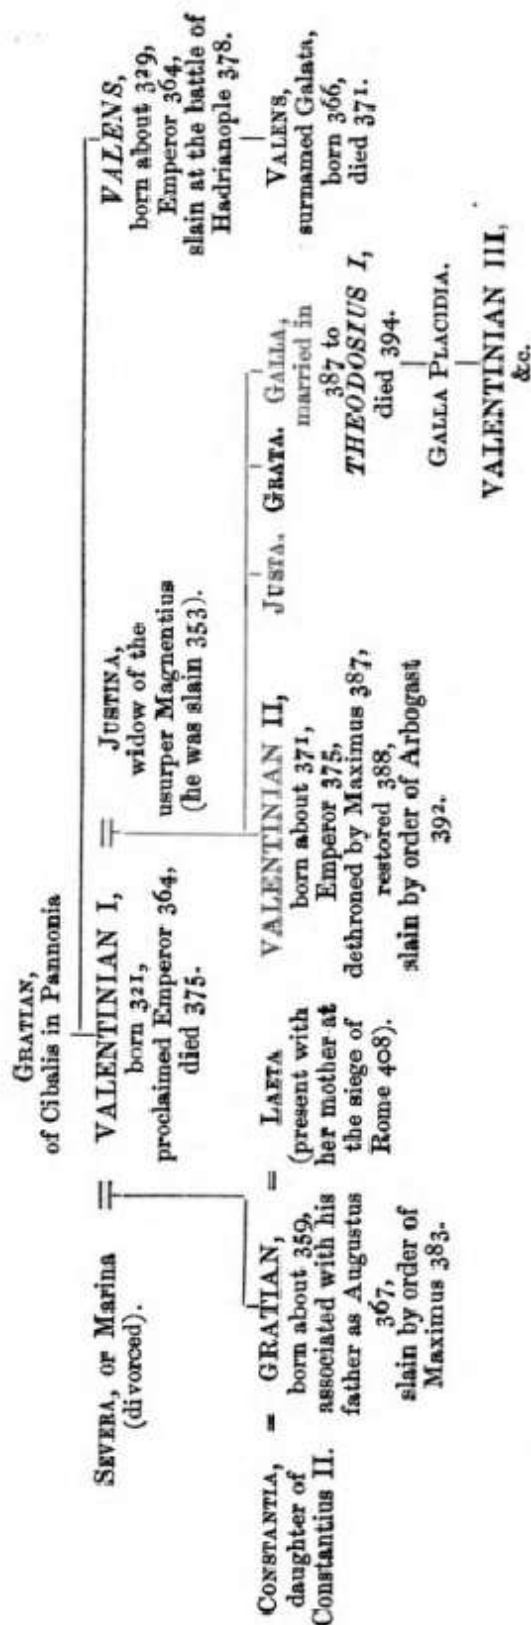 GRATIAN,
of Cibalis in Pannonia
SEVERA, or Marina
(divorced).
=
VALENTINIAN I,
born 321,
proclaimed Emperor 364,
died 375.
=
JUSTINA,
widow of the
usurper Magnentius
(he was slain 353).
VALENS,
born about 329,
Emperor 364,
slain at the battle of
Hadrianople 378.
CONSTANTIA,
daughter of
Constantius II.
=
GRATIAN,
born about 359,
associated with his
father as Augustus
367,
slain by order of
Maximus 383.
=
LAETA
(present with
her mother at
the siege of
Rome 408).
VALENTINIAN II,
born about 371,
Emperor 375,
dethroned by Maximus 387,
restored 388,
slain by order of Arbogast
392.
JUSTA.
GRATA.
GALLA,
married in
387 to
THEODOSIUS I,
died 394.
VALENS,
surnamed Galata,
born 366,
died 371.
GALLA PLACIDIA.
VALENTINIAN III,
&c.